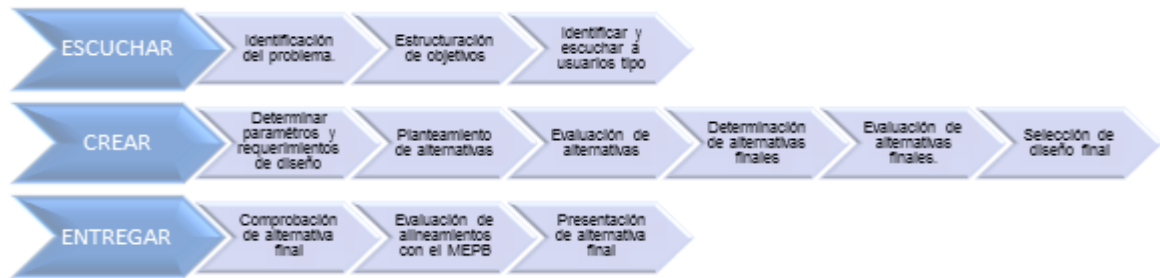 ESCUCHAR
Identificación
del problema.
Estructuración
de objetivos
Identificar y
escuchar a
usuarios tipo
CREAR
Determinar
paramétros y
requerimientos
de diseño
Planteamiento
de alternativas
Evaluación de
alternativas
Determinación
de alternativas
finales
Evaluación de
alternativas
finales.
Selección de
diseño final
ENTREGAR
Comprobación
de alternativa
final
Evaluación de
alineamientos
con el MEPB
Presentación
de alternativa
final